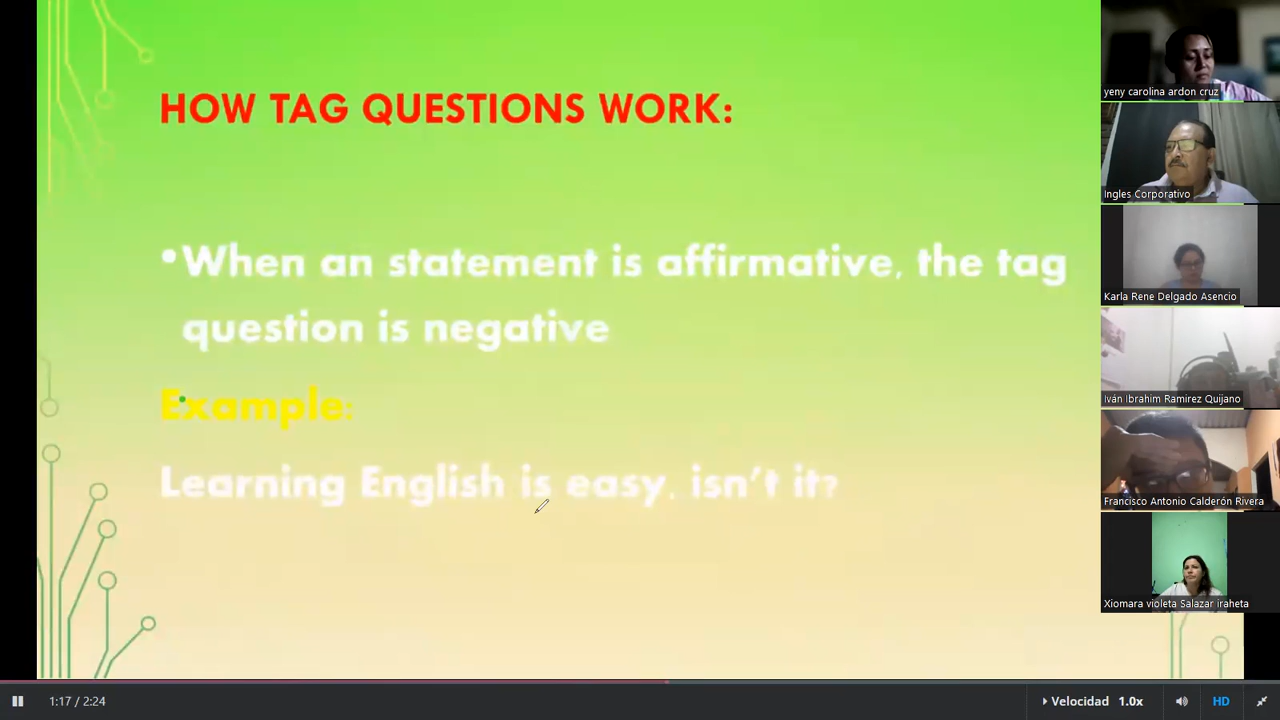 HOW TAG QUESTIONS WORK:
•When an statement is affirmative, the tag
question is negative
Example:
Learning English is easy, isn't it?
yeny carolina ardon cruz
Ingles Corporativo
Karla Rene Delgado Asencio
Iván Ibrahim Ramirez Quijano
Francisco Antonio Calderón Rivera
Xiomara violeta Salazar iraheta
1:17 / 2:24
Velocidad 1.0x
HD